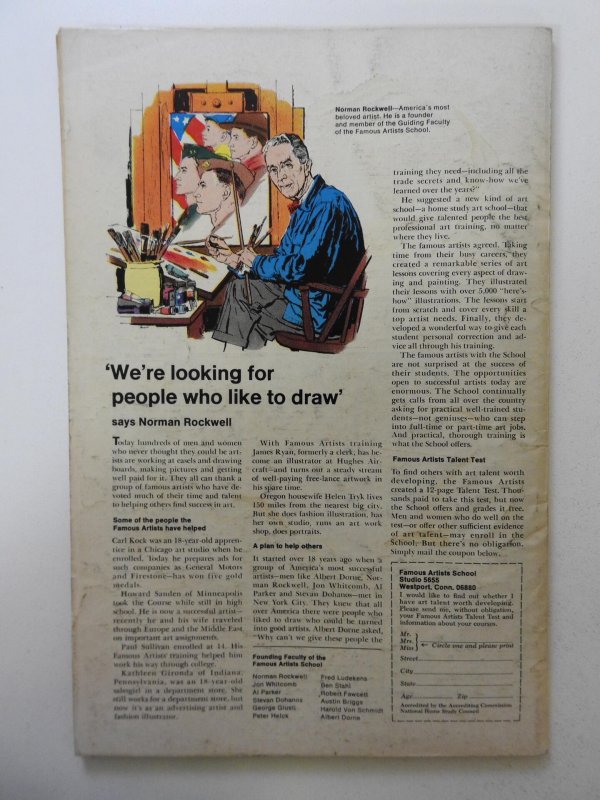 Norman Rockwell—America's most
beloved artist. He is a founder
and member of the Guiding Faculty
of the Famous Artists School.
'We're looking for
people who like to draw'
says Norman Rockwell
Today hundreds of men and women
who never thought they could be art-
ists are working at easels and drawing
boards, making pictures and getting
well paid for it. They all can thank a
group of famous artists who have de-
voted much of their time and talent
to helping others find success in art.
Some of the people the
Famous Artists have helped
Carl Kock was an 18-year-old appren-
tice in a Chicago art studio when he
enrolled. Today he prepares ads for
such companies as General Motors
and Firestone—has won five gold
medals.
Howard Sanden of Minneapolis
took the Course while still in high
school. He is now a successful artist—
recently he and his wife traveled
through Europe and the Middle East
on important art assignments.
Paul Sullivan enrolled at 14. His
Famous Artists training helped him
work his way through college.
Kathleen Gironda of Indiana,
Pennsylvania, was an 18-year-old
salesgirl in a department store. She
still works for a department store, but
now it's as an advertising artist and
fashion illustrator.
With Famous Artists training
James Ryan, formerly a clerk, has be-
come an illustrator at Hughes Air-
craft—and turns out a steady stream
of well-paying free-lance artwork in
his spare time.
Oregon housewife Helen Tryk lives
150 miles from the nearest big city.
But she does fashion illustration, has
her own studio, runs an art work
shop, does portraits.
A plan to help others
It started over 18 years ago when a
group of America's most successful
artists—men like Albert Dorne, Nor-
man Rockwell, Jon Whitcomb, Al
Parker and Stevan Dohanos—met in
New York City. They knew that all
over America there were people who
liked to draw who could be turned
into good artists. Albert Dorne asked,
"Why can't we give these people the
Founding Faculty of the
Famous Artists School
Norman Rockwell
Jon Whitcomb
Al Parker
Stevan Dohanos
George Giusti
Peter Helck
Fred Ludekens
Ben Stahl
Robert Fawcett
Austin Briggs
Harold Von Schmidt
Albert Dorne
training they need—including all the
trade secrets and know-how we've
learned over the years?"
He suggested a new kind of art
school—a home study art school—that
would give talented people the best
professional art training, no matter
where they live.
The famous artists agreed. Taking
time from their busy careers, they
created a remarkable series of art
lessons covering every aspect of draw-
ing and painting. They illustrated
their lessons with over 5,000 "here's-
how" illustrations. The lessons start
from scratch and cover every skill a
top artist needs. Finally, they de-
veloped a wonderful way to give each
student personal correction and ad-
vice all through his training.
The famous artists with the School
are not surprised at the success of
their students. The opportunities
open to successful artists today are
enormous. The School continually
gets calls from all over the country
asking for practical well-trained stu-
dents—not geniuses—who can step
into full-time or part-time art jobs.
And practical, thorough training is
what the School offers.
Famous Artists Talent Test
To find others with art talent worth
developing, the Famous Artists
created a 12-page Talent Test. Thou-
sands paid to take this test, but now
the School offers and grades it free.
Men and women who do well on the
test—or offer other sufficient evidence
of art talent—may enroll in the
School. But there's no obligation.
Simply mail the coupon below.
Famous Artists School
Studio 5655
Westport, Conn. 06880
I would like to find out whether I
have art talent worth developing.
Please send me, without obligation,
your Famous Artists Talent Test and
information about your courses.
Mr.
Mrs.
Miss
← Circle one and please print
Street
City
State
Age Zip
Accredited by the Accrediting Commission
National Home Study Council